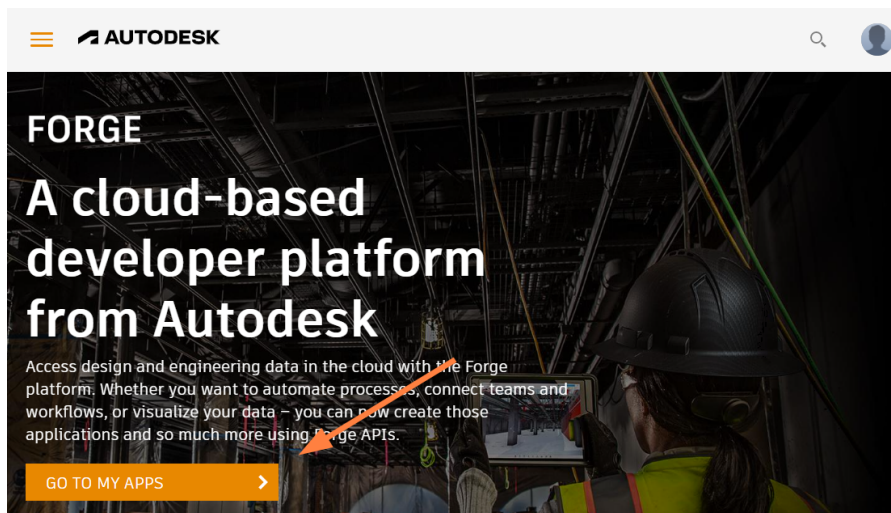 AUTODESK
FORGE
A cloud-based
developer platform
from Autodesk
Access design and engineering data in the cloud with the Forge
platform. Whether you want to automate processes, connect teams and
workflows, or visualize your data – you can now create those
applications and so much more using Forge APIs.
GO TO MY APPS